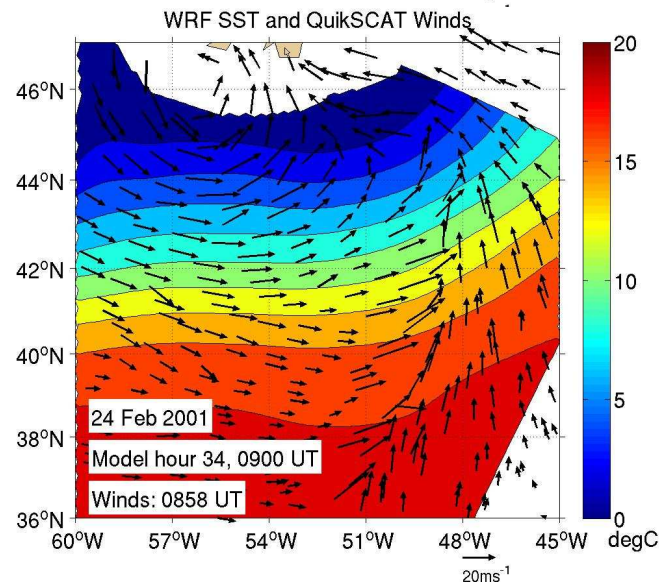 WRF SST and QuikSCAT Winds
46°N
44°N
42°N
40°N
38°N
36°N
24 Feb 2001
Model hour 34, 0900 UT
Winds: 0858 UT
60°W 57°W 54°W 51°W 48°W 45°W
20ms⁻¹
20
15
10
5
0
degC